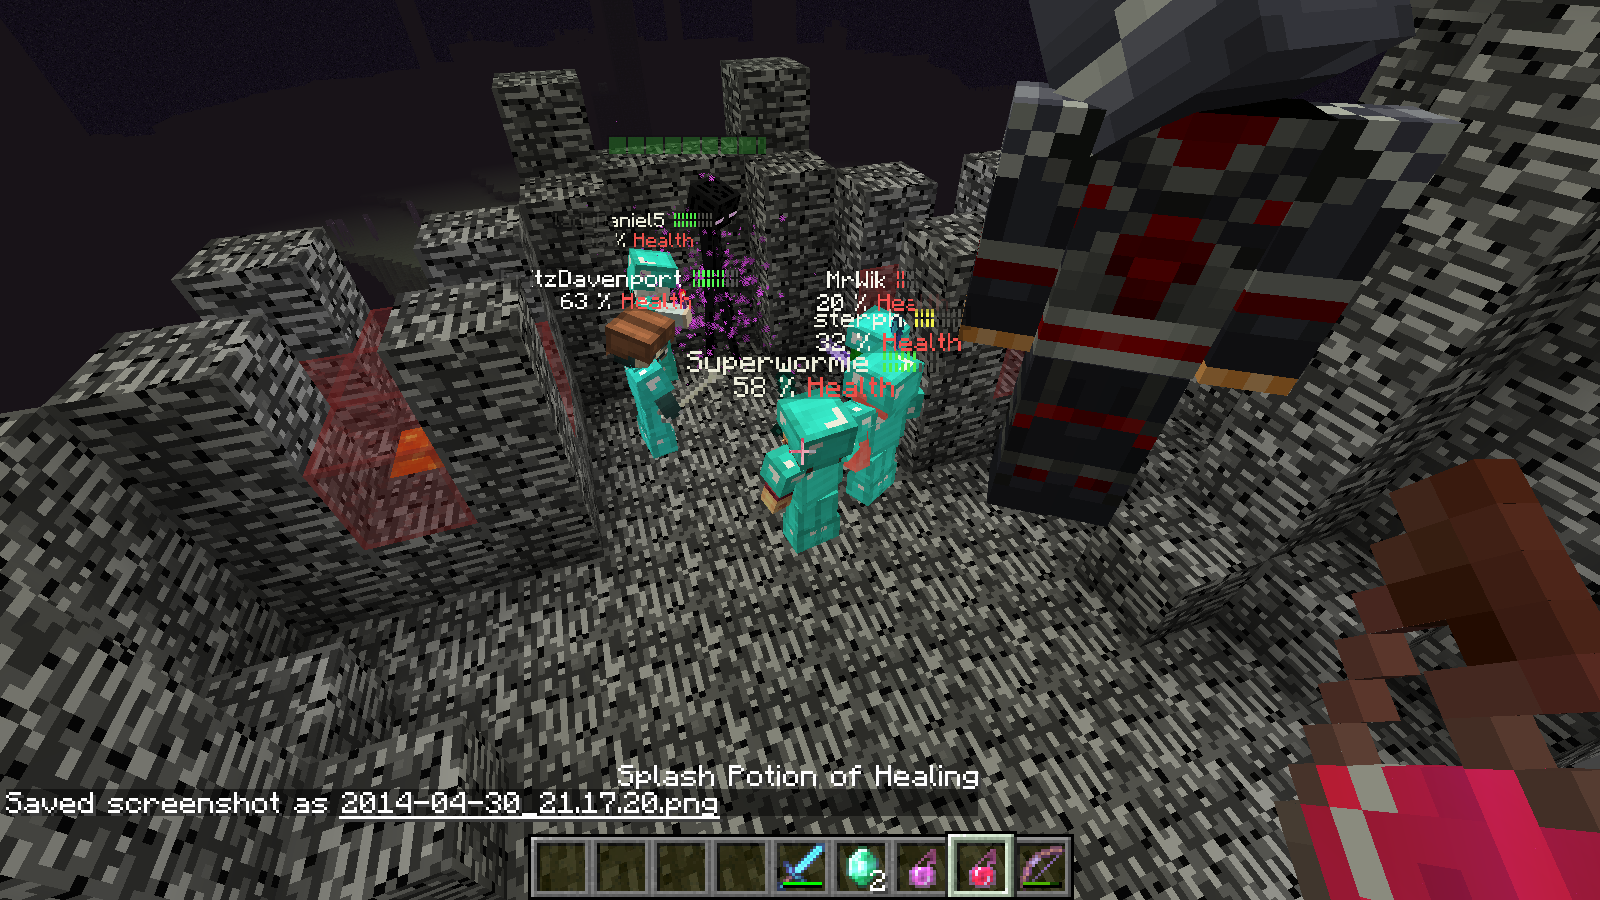 aniel5
% Health
tzDavenport
63 % Health
MrWik
20 % Hea
sterph
32 % Health
Superwormie
58 % Health
Splash Potion of Healing
Saved screenshot as 2014-04-30_21.17.20.png
2